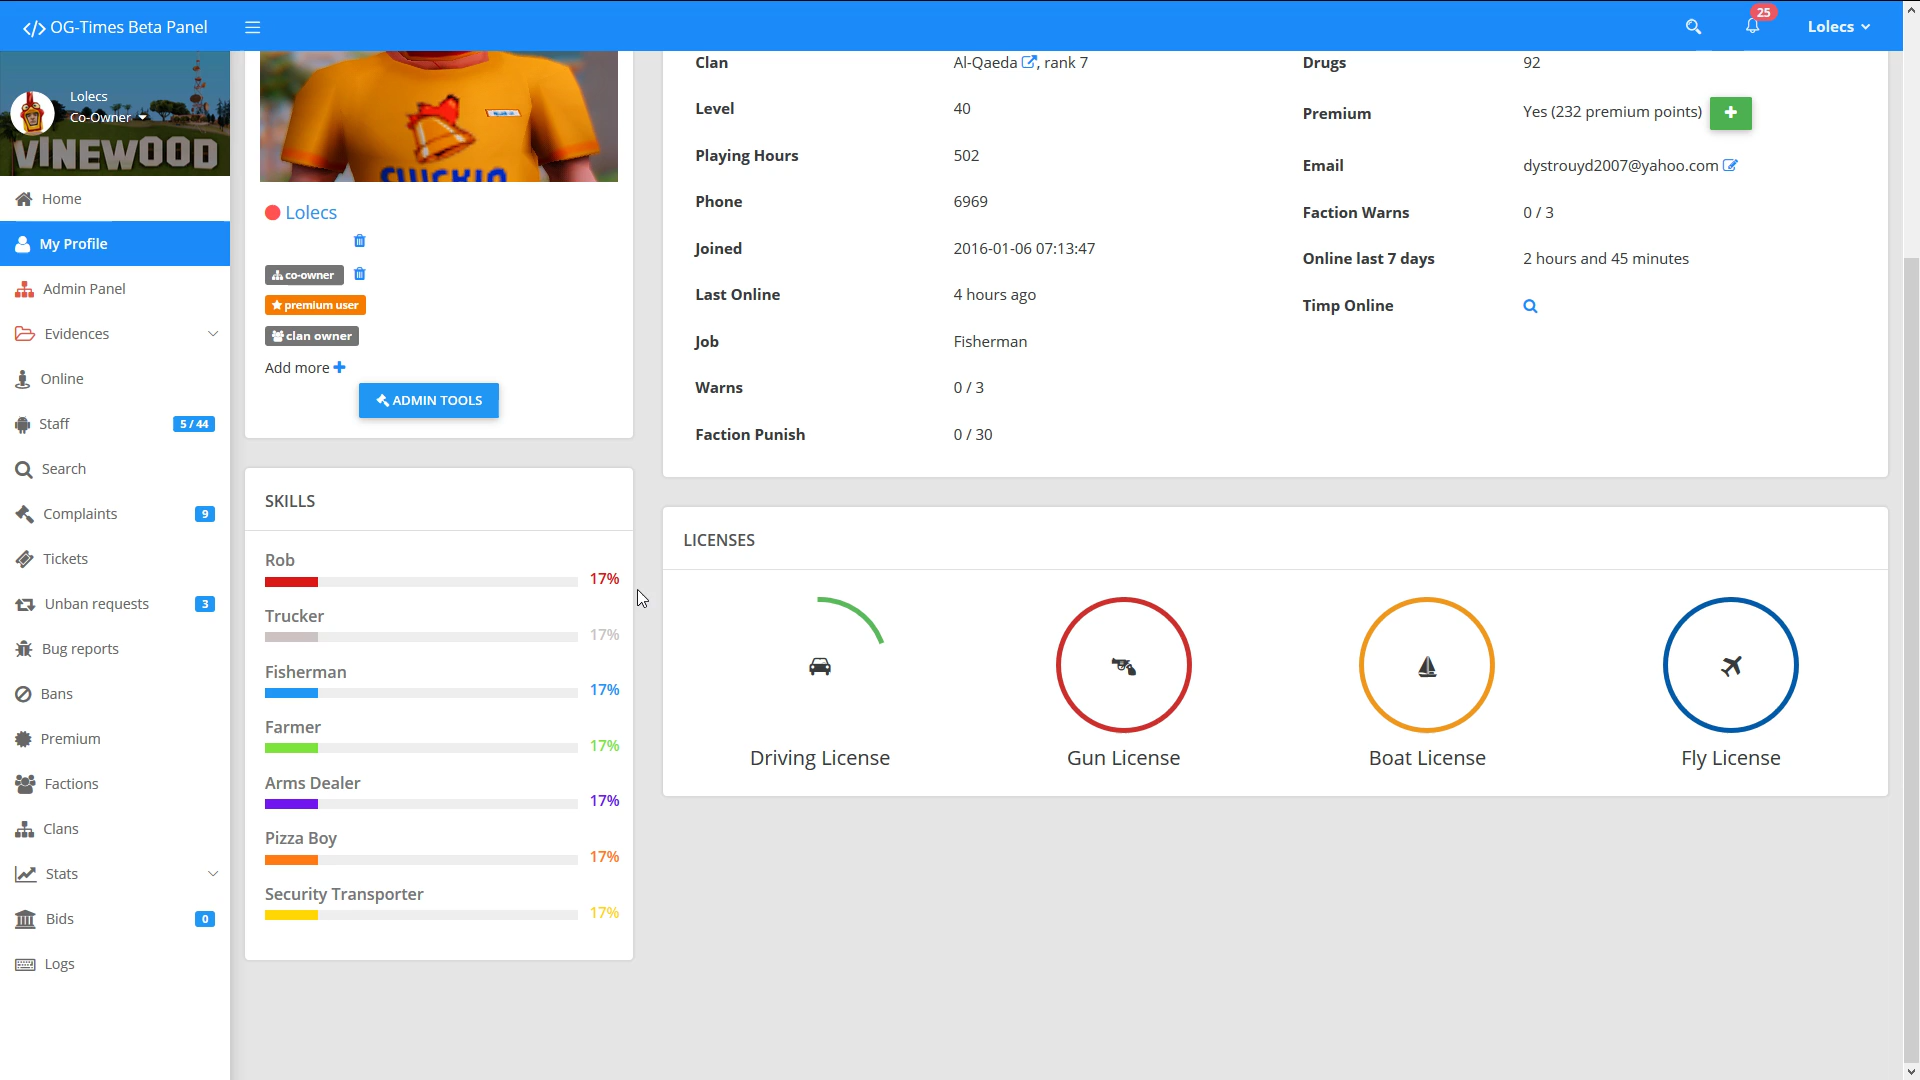 </> OG-Times Beta Panel
25
Lolecs
Lolecs
Co-Owner
VINEWOOD
Home
My Profile
Admin Panel
Evidences
Online
Staff 5 / 44
Search
Complaints 9
Tickets
Unban requests 3
Bug reports
Bans
Premium
Factions
Clans
Stats
Bids 0
Logs
Lolecs
co-owner
premium user
clan owner
Add more
ADMIN TOOLS
SKILLS
Rob
17%
Trucker
17%
Fisherman
17%
Farmer
17%
Arms Dealer
17%
Pizza Boy
17%
Security Transporter
17%
Clan Al-Qaeda , rank 7
Level 40
Playing Hours 502
Phone 6969
Joined 2016-01-06 07:13:47
Last Online 4 hours ago
Job Fisherman
Warns 0 / 3
Faction Punish 0 / 30
Drugs 92
Premium Yes (232 premium points)
Email dystrouyd2007@yahoo.com
Faction Warns 0 / 3
Online last 7 days 2 hours and 45 minutes
Timp Online
LICENSES
Driving License
Gun License
Boat License
Fly License